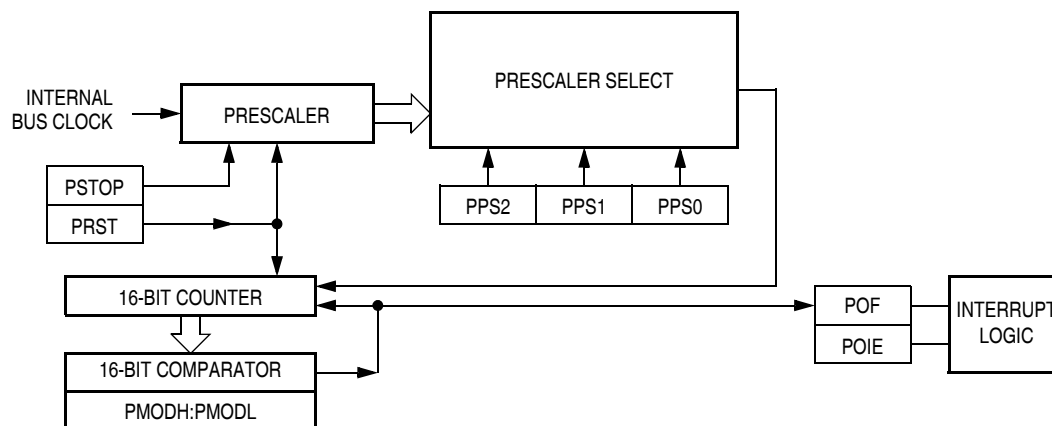 PRESCALER SELECT
INTERNAL
BUS CLOCK
PRESCALER
PSTOP
PRST
PPS2
PPS1
PPS0
16-BIT COUNTER
POF
POIE
INTERRUPT
LOGIC
16-BIT COMPARATOR
PMODH:PMODL